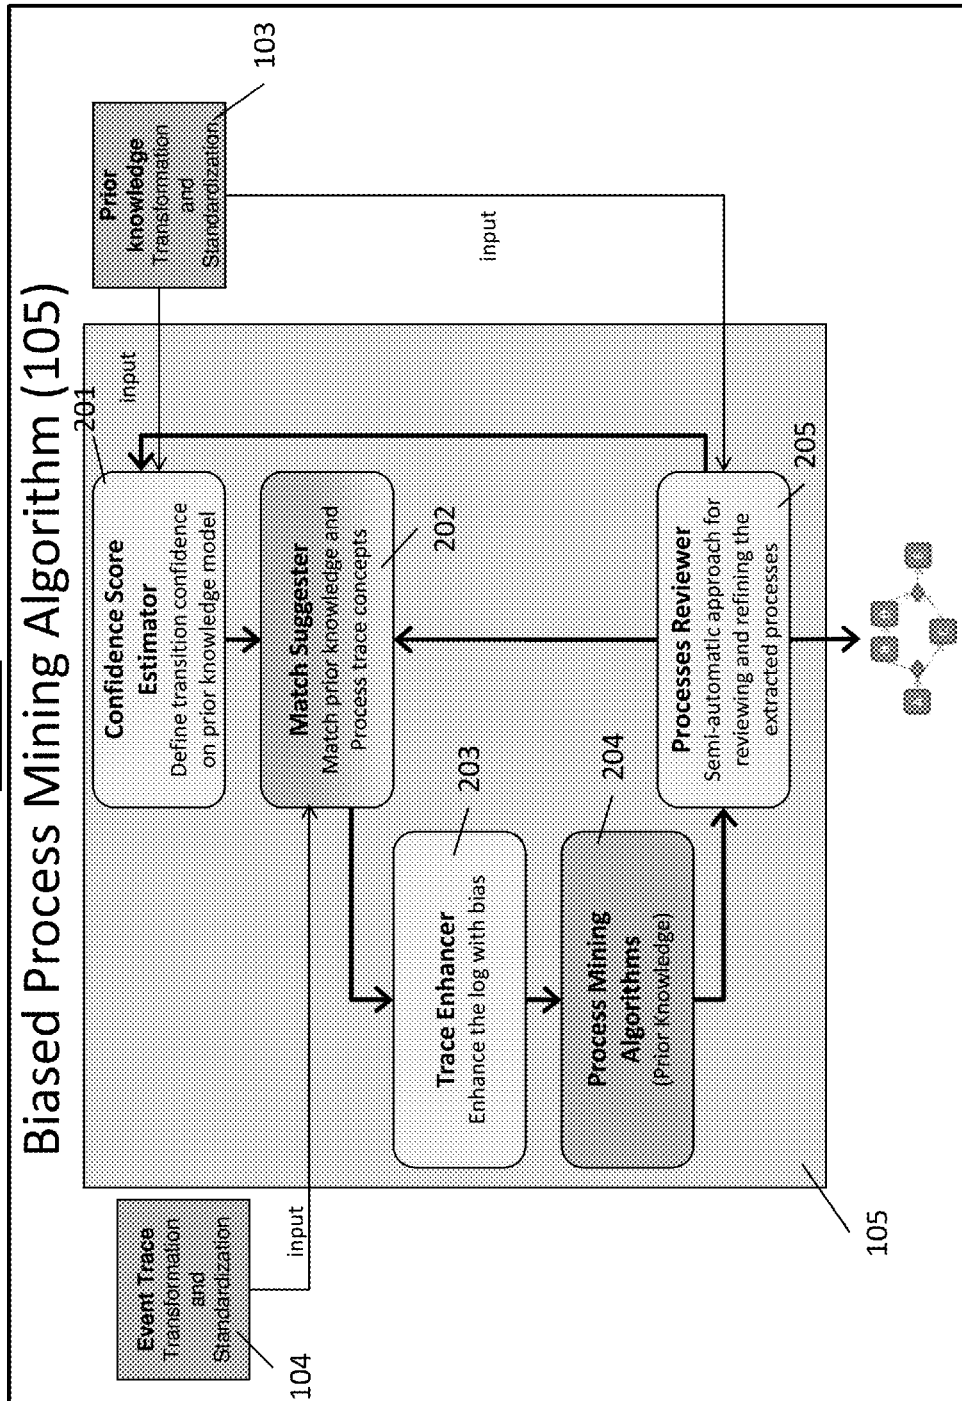 Biased Process Mining Algorithm (105)
Event Trace
Transformation
and
Standardization
104
input
Prior
knowledge
Transformation
and
Standardization
103
input
input
201
Confidence Score
Estimator
Define transition confidence
on prior knowledge model
Match Suggester
Match prior knowledge and
Process trace concepts
202
Trace Enhancer
Enhance the log with bias
203
Process Mining
Algorithms
(Prior Knowledge)
204
Processes Reviewer
Semi-automatic approach for
reviewing and refining the
extracted processes
205
105